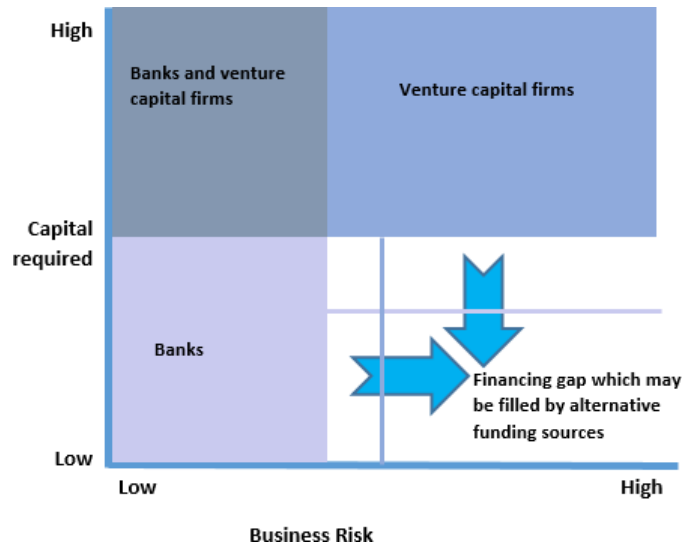 High
Banks and venture
capital firms
Venture capital firms
Capital
required
Banks
Financing gap which may
be filled by alternative
funding sources
Low
Low
High
Business Risk